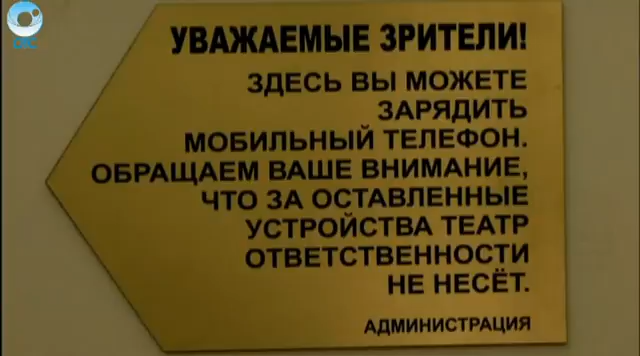 УВАЖАЕМЫЕ ЗРИТЕЛИ!
ЗДЕСЬ ВЫ МОЖЕТЕ
ЗАРЯДИТЬ
МОБИЛЬНЫЙ ТЕЛЕФОН.
ОБРАЩАЕМ ВАШЕ ВНИМАНИЕ,
ЧТО ЗА ОСТАВЛЕННЫЕ
УСТРОЙСТВА ТЕАТР
ОТВЕТСТВЕННОСТИ
НЕ НЕСЁТ.
АДМИНИСТРАЦИЯ